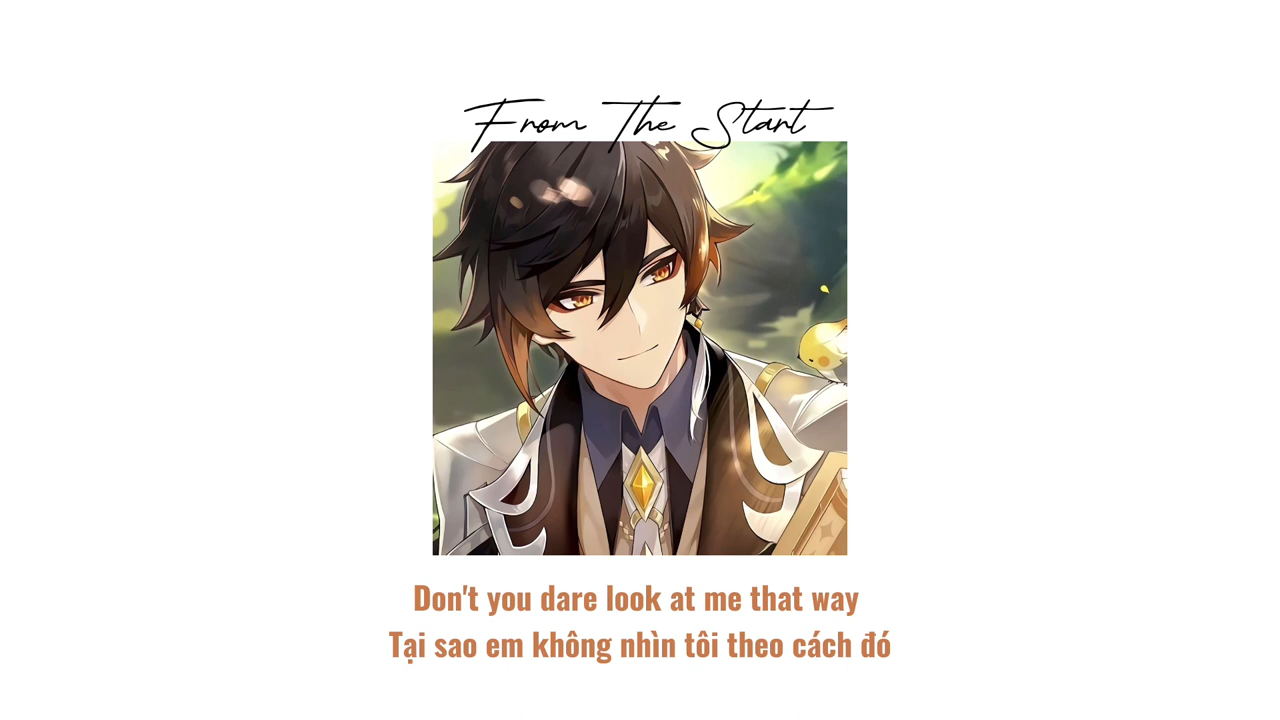 From The Start
Don't you dare look at me that way
Tại sao em không nhìn tôi theo cách đó